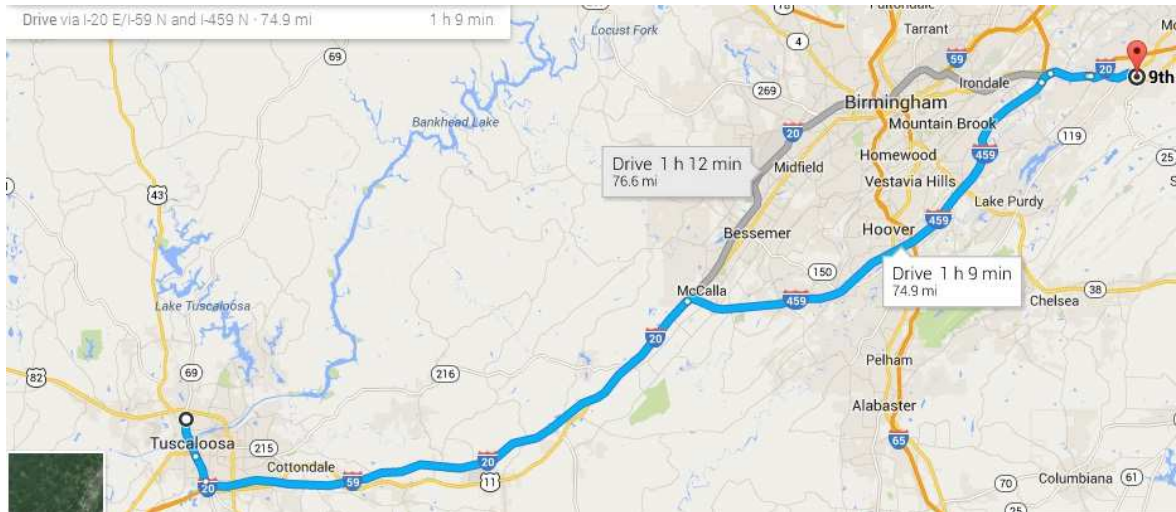 Drive via I-20 E/I-59 N and I-459 N · 74.9 mi 1 h 9 min
Locust Fork
Tarrant
4
59
69
269
Irondale
20
9th
Birmingham
Bankhead Lake
Mountain Brook
119
20
Drive 1 h 12 min
76.6 mi
Midfield
Homewood
459
25
Vestavia Hills
43
Lake Purdy
459
Bessemer
Hoover
150
Drive 1 h 9 min
74.9 mi
McCalla
459
38
Chelsea
Lake Tuscaloosa
20
Pelham
82
69
216
Alabaster
Tuscaloosa
215
65
Cottondale
20
59
11
20
70
Columbiana
61
25